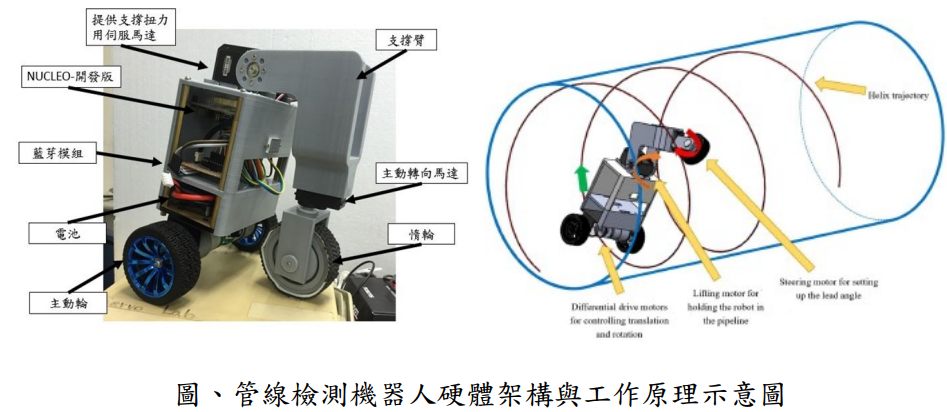 提供支撐扭力
用伺服馬達
支撐臂
NUCLEO-開發版
藍芽模組
主動轉向馬達
電池
惰輪
主動輪
Helix trajectory
Steering motor for setting
up the lead angle
Lifting motor for
holding the robot in
the pipeline
Differential drive motors
for controlling translation
and rotation
圖、管線檢測機器人硬體架構與工作原理示意圖